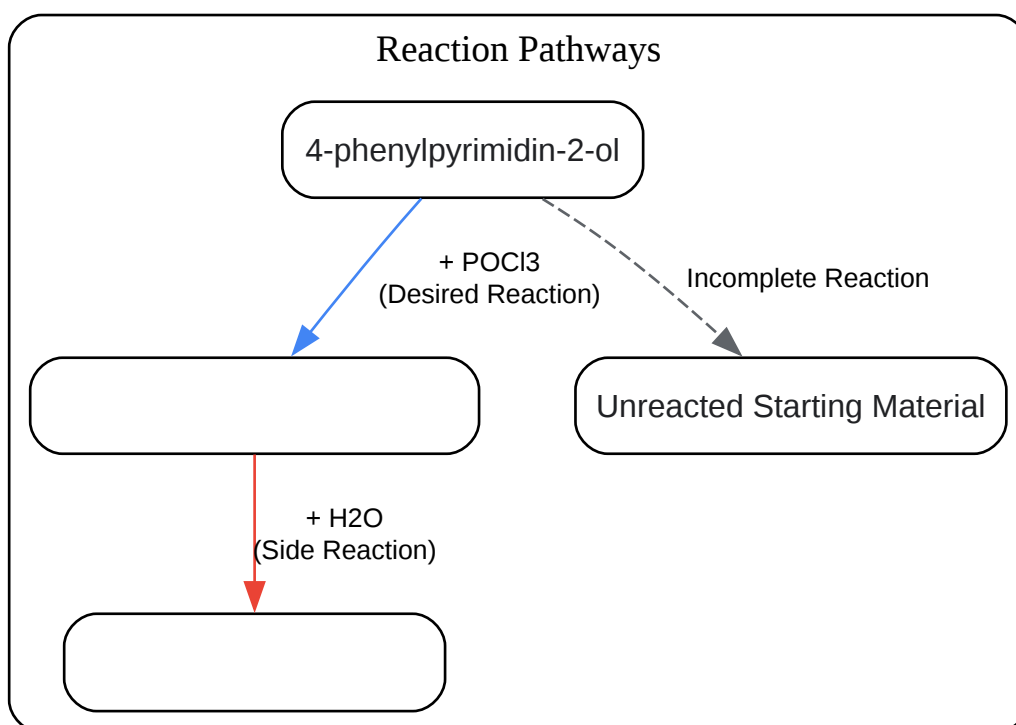 Reaction Pathways
4-phenylpyrimidin-2-ol
+ POCl3
(Desired Reaction)
Incomplete Reaction
Unreacted Starting Material
+ H2O
(Side Reaction)